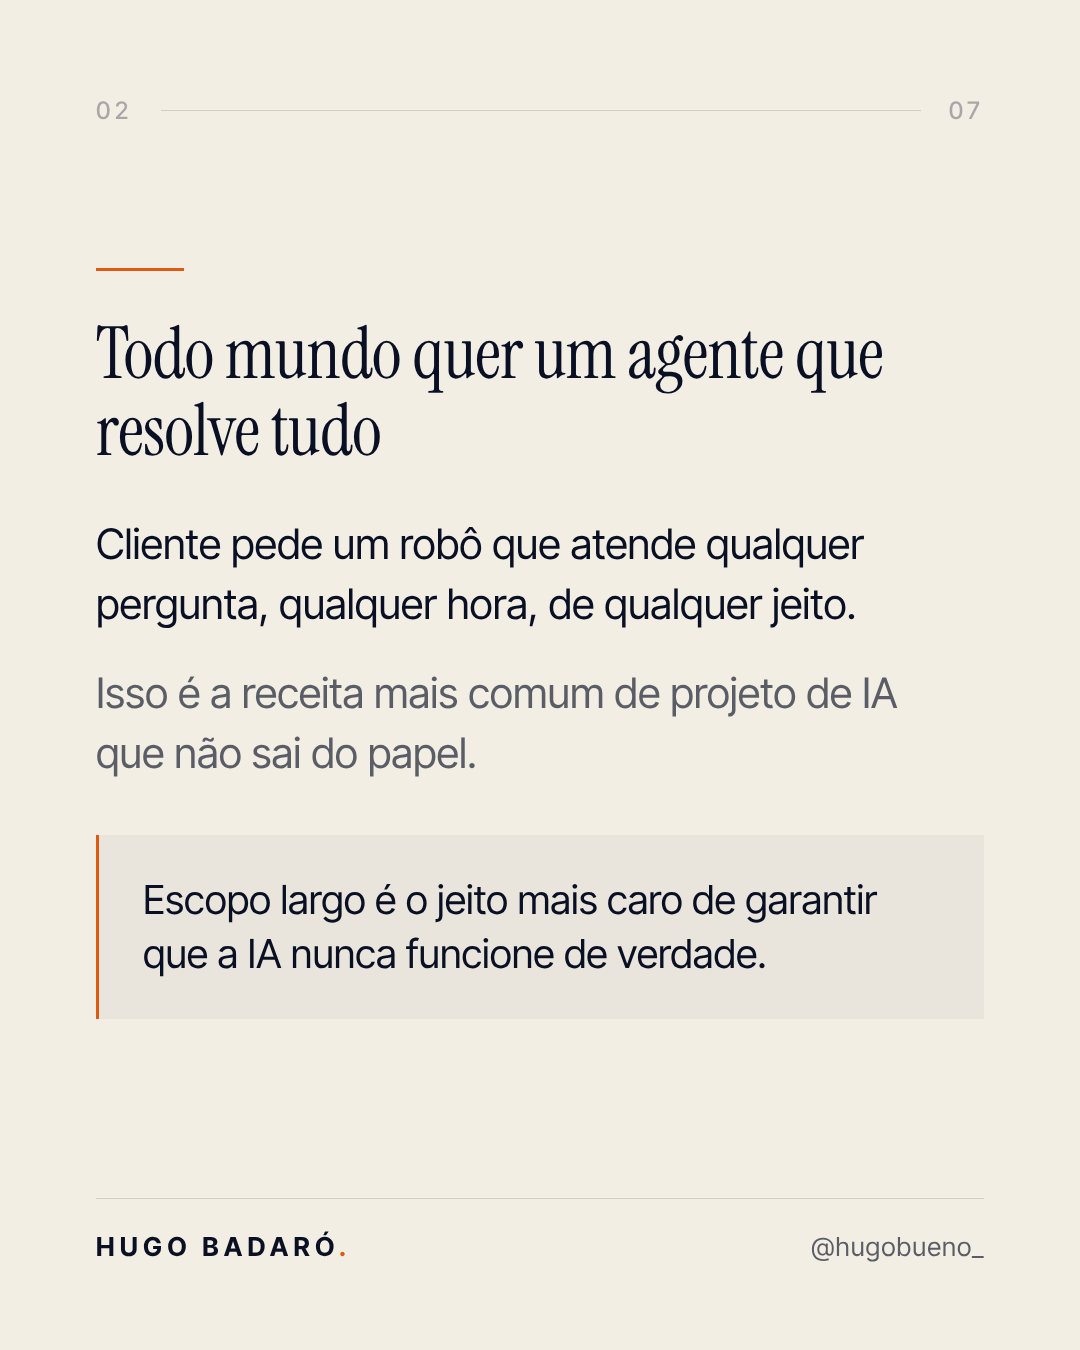 02 07
Todo mundo quer um agente que
resolve tudo
Cliente pede um robô que atende qualquer
pergunta, qualquer hora, de qualquer jeito.
Isso é a receita mais comum de projeto de IA
que não sai do papel.
Escopo largo é o jeito mais caro de garantir
que a IA nunca funcione de verdade.
HUGO BADARÓ. @hugobueno_